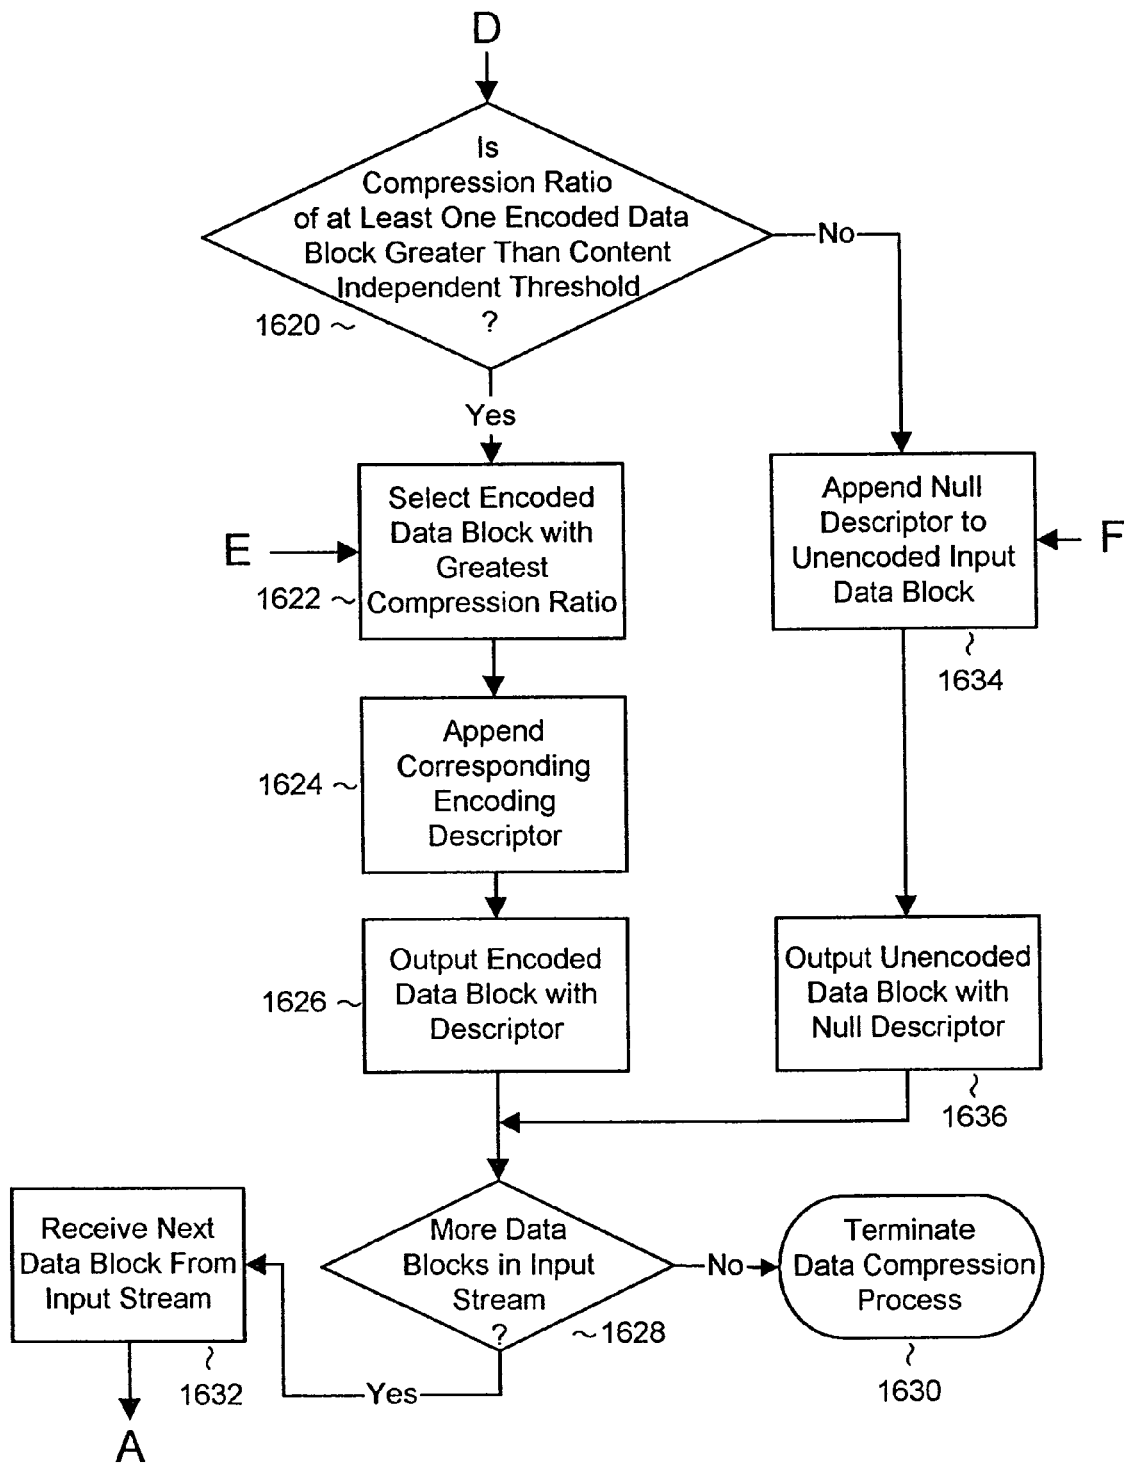 D
Is
Compression Ratio
of at Least One Encoded Data
Block Greater Than Content
Independent Threshold
?
1620
No
Yes
Select Encoded
Data Block with
Greatest
Compression Ratio
E
1622
Append Null
Descriptor to
Unencoded Input
Data Block
F
1634
Append
Corresponding
Encoding
Descriptor
1624
Output Encoded
Data Block with
Descriptor
1626
Output Unencoded
Data Block with
Null Descriptor
1636
More Data
Blocks in Input
Stream
?
1628
No
Terminate
Data Compression
Process
1630
Yes
Receive Next
Data Block From
Input Stream
1632
A